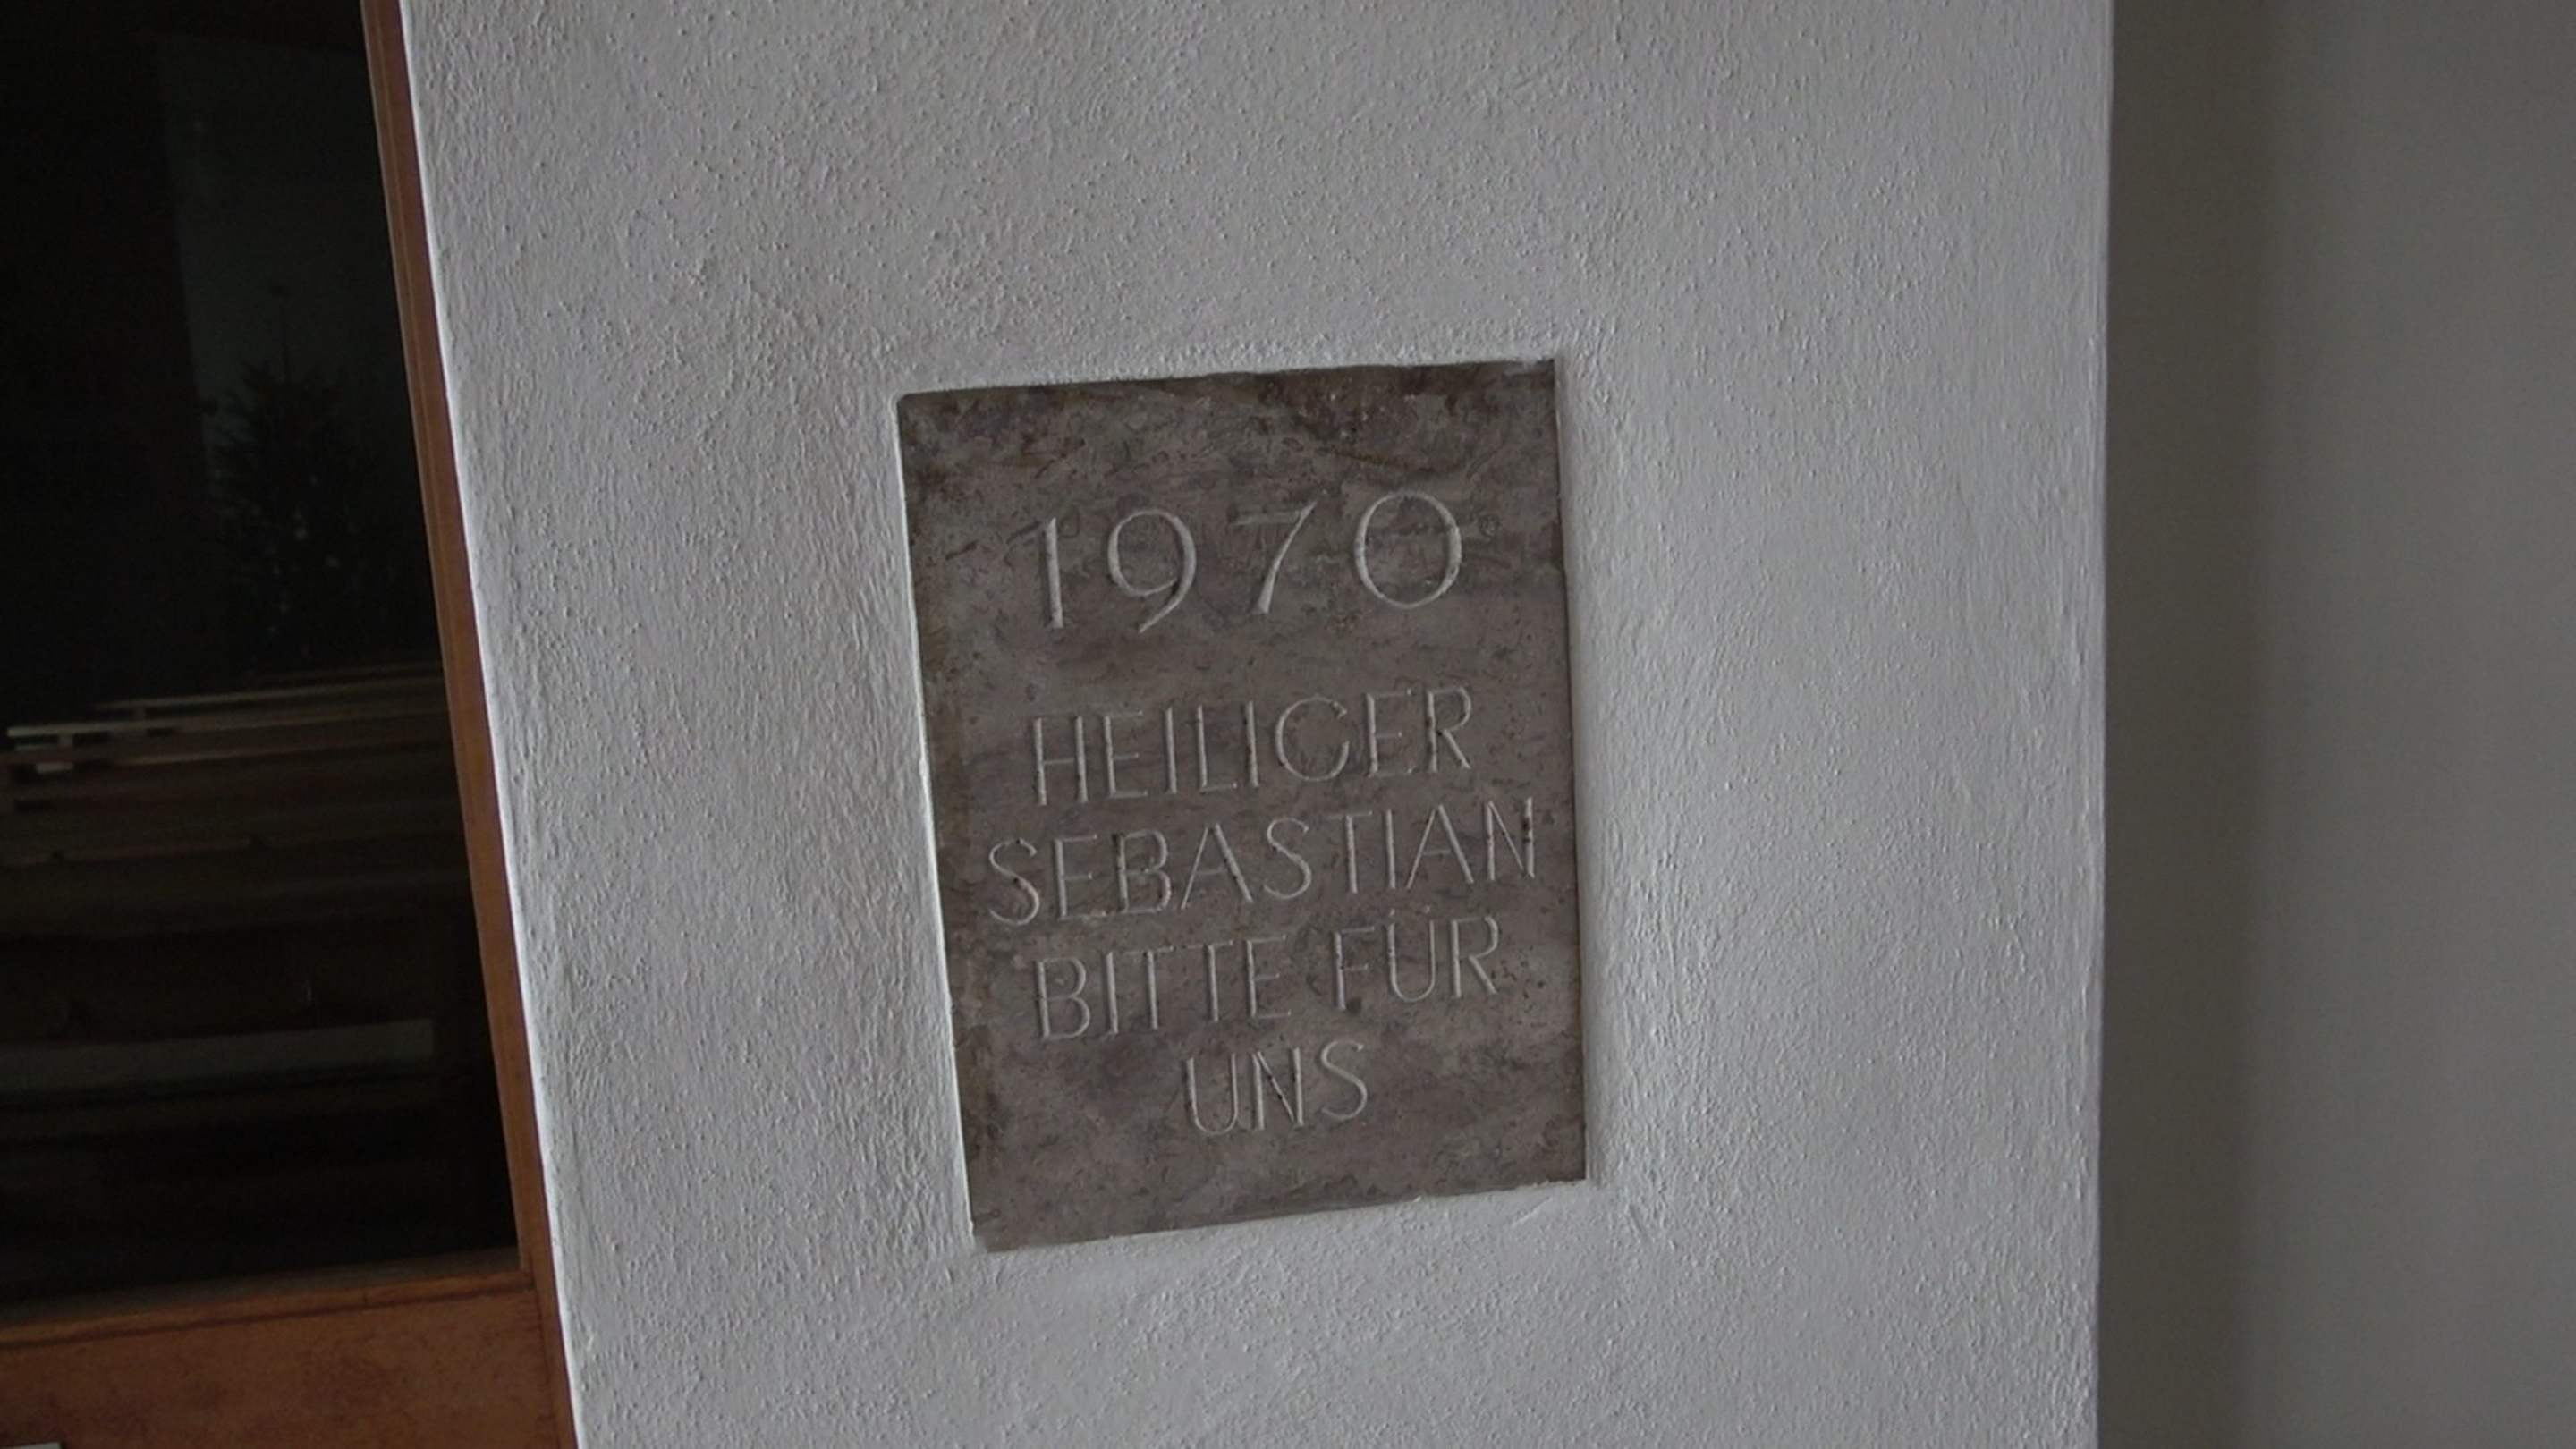 1970
HEILIGER
SEBASTIAN
BITTE FÜR
UNS